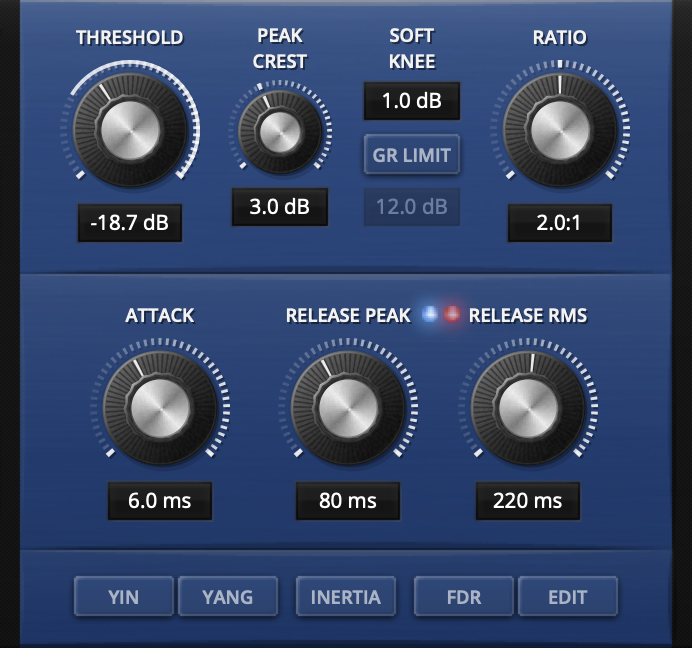 THRESHOLD
PEAK
CREST
SOFT
KNEE
RATIO
1.0 dB
GR LIMIT
-18.7 dB
3.0 dB
12.0 dB
2.0:1
ATTACK
RELEASE PEAK
RELEASE RMS
6.0 ms
80 ms
220 ms
YIN
YANG
INERTIA
FDR
EDIT